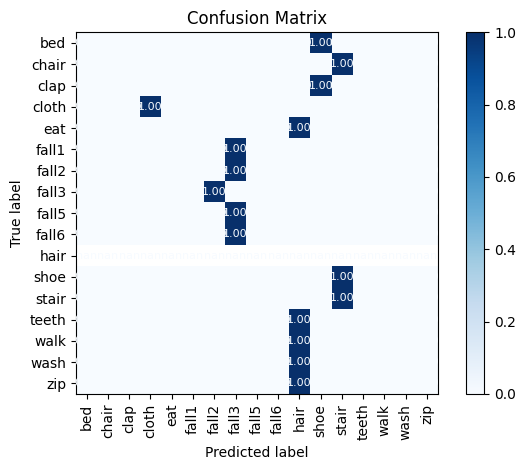 Confusion Matrix
True label
bed
1.00
chair
1.00
clap
1.00
cloth
1.00
eat
1.00
fall1
1.00
fall2
1.00
fall3
1.00
fall5
1.00
fall6
1.00
hair
shoe
1.00
stair
1.00
teeth
1.00
walk
1.00
wash
1.00
zip
1.00
bed chair clap cloth eat fall1 fall2 fall3 fall5 fall6 hair shoe stair teeth walk wash zip
Predicted label
1.0
0.8
0.6
0.4
0.2
0.0